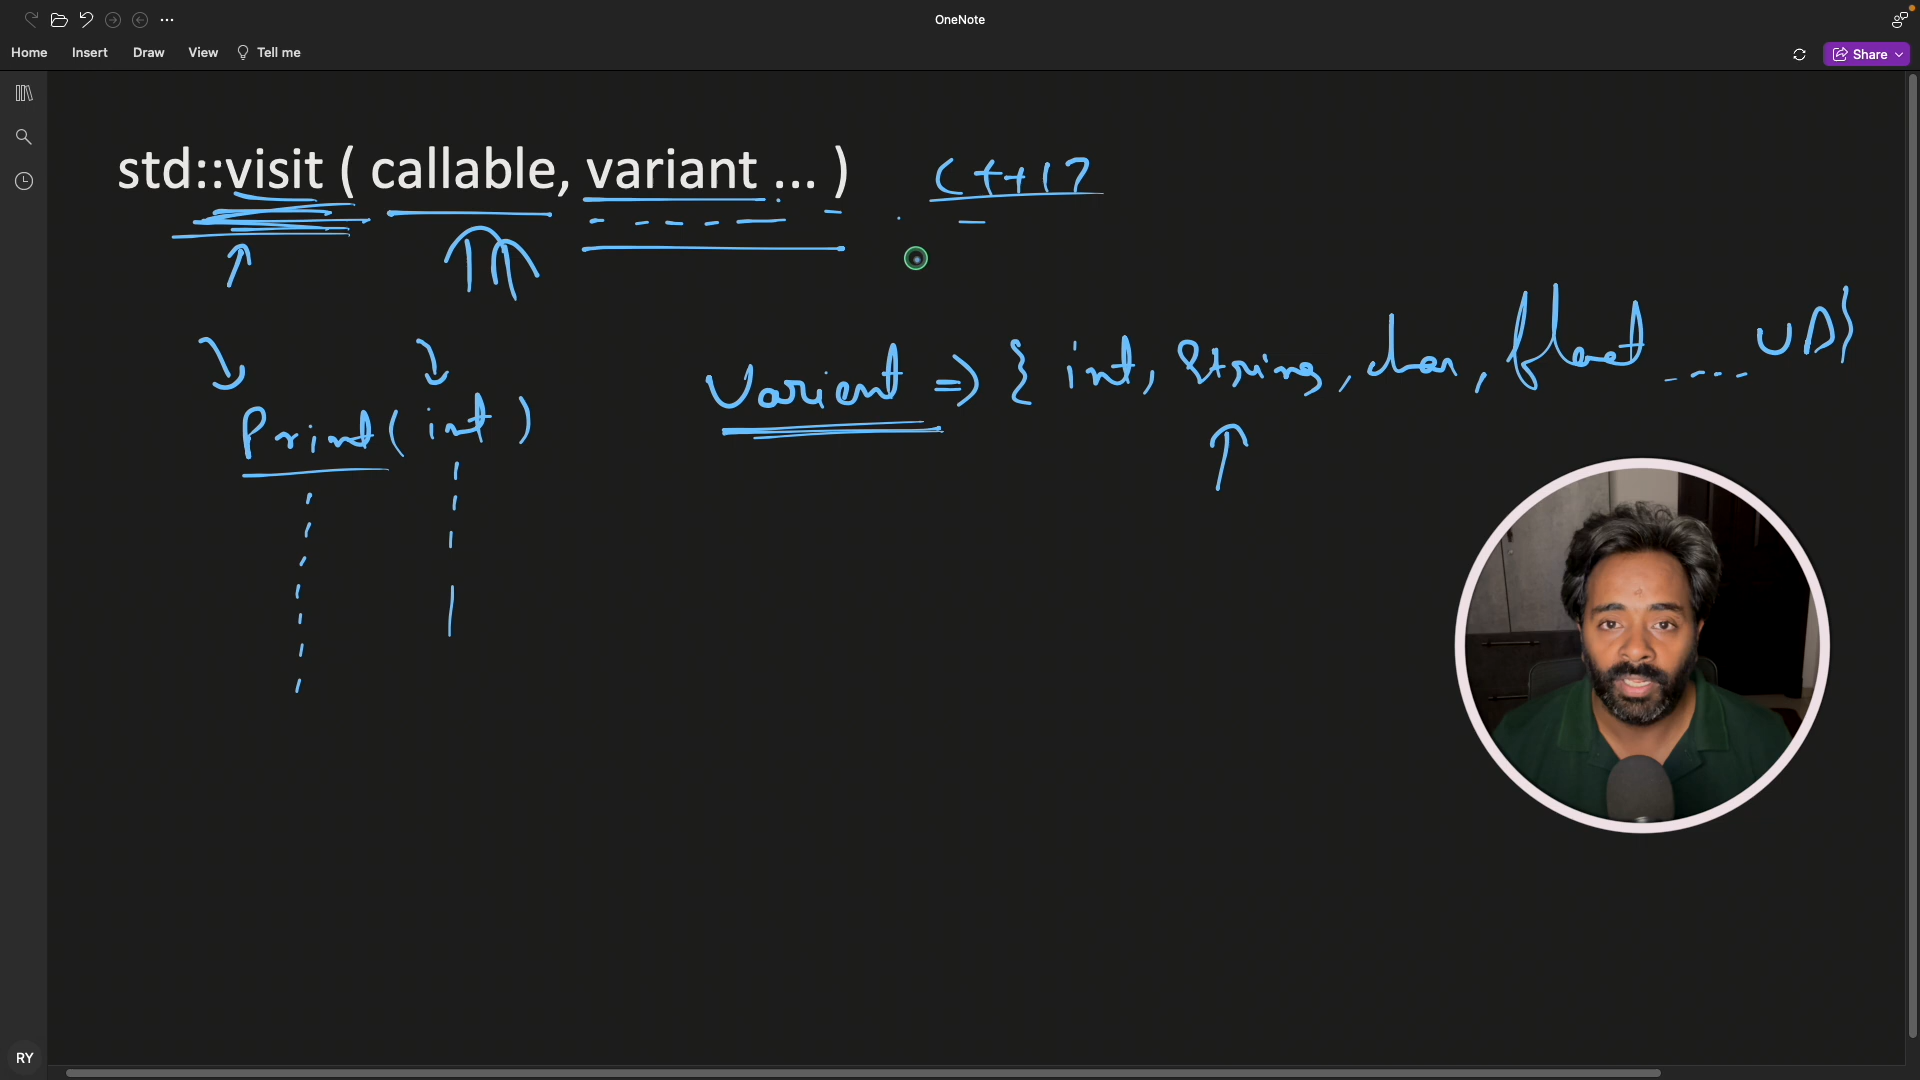 OneNote
Home Insert Draw View Tell me Share
std::visit ( callable, variant ... ) C++17
Varient => { int, String, char, float ---- UD}
Print( int )
RY